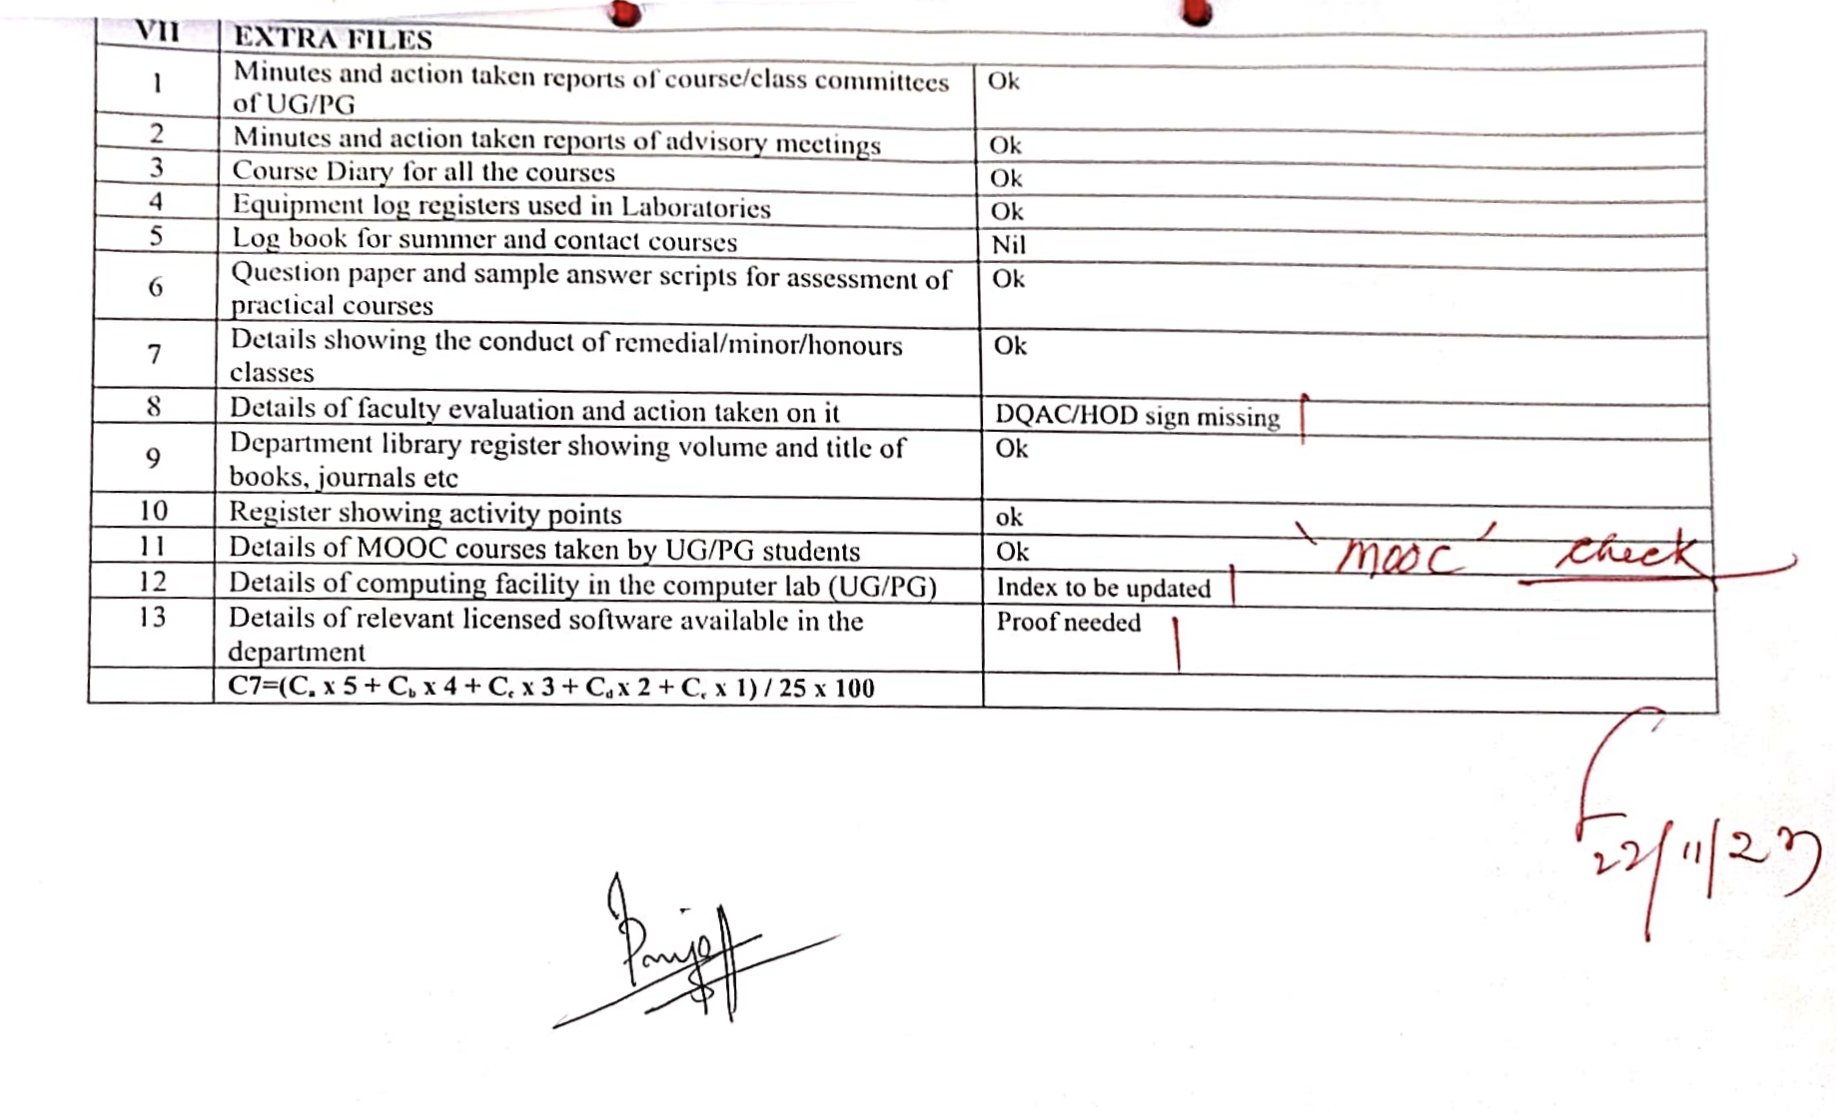 VII EXTRA FILES
1 Minutes and action taken reports of course/class committees Ok
of UG/PG
2 Minutes and action taken reports of advisory meetings Ok
3 Course Diary for all the courses Ok
4 Equipment log registers used in Laboratories Ok
5 Log book for summer and contact courses Nil
6 Question paper and sample answer scripts for assessment of Ok
practical courses
7 Details showing the conduct of remedial/minor/honours Ok
classes
8 Details of faculty evaluation and action taken on it DQAC/HOD sign missing
9 Department library register showing volume and title of Ok
books, journals etc
10 Register showing activity points ok
11 Details of MOOC courses taken by UG/PG students Ok 'MOOC' check
12 Details of computing facility in the computer lab (UG/PG) Index to be updated
13 Details of relevant licensed software available in the Proof needed
department
C7=(Cₐ x 5 + C_b x 4 + C_c x 3 + C_d x 2 + C_e x 1) / 25 x 100
22/11/23